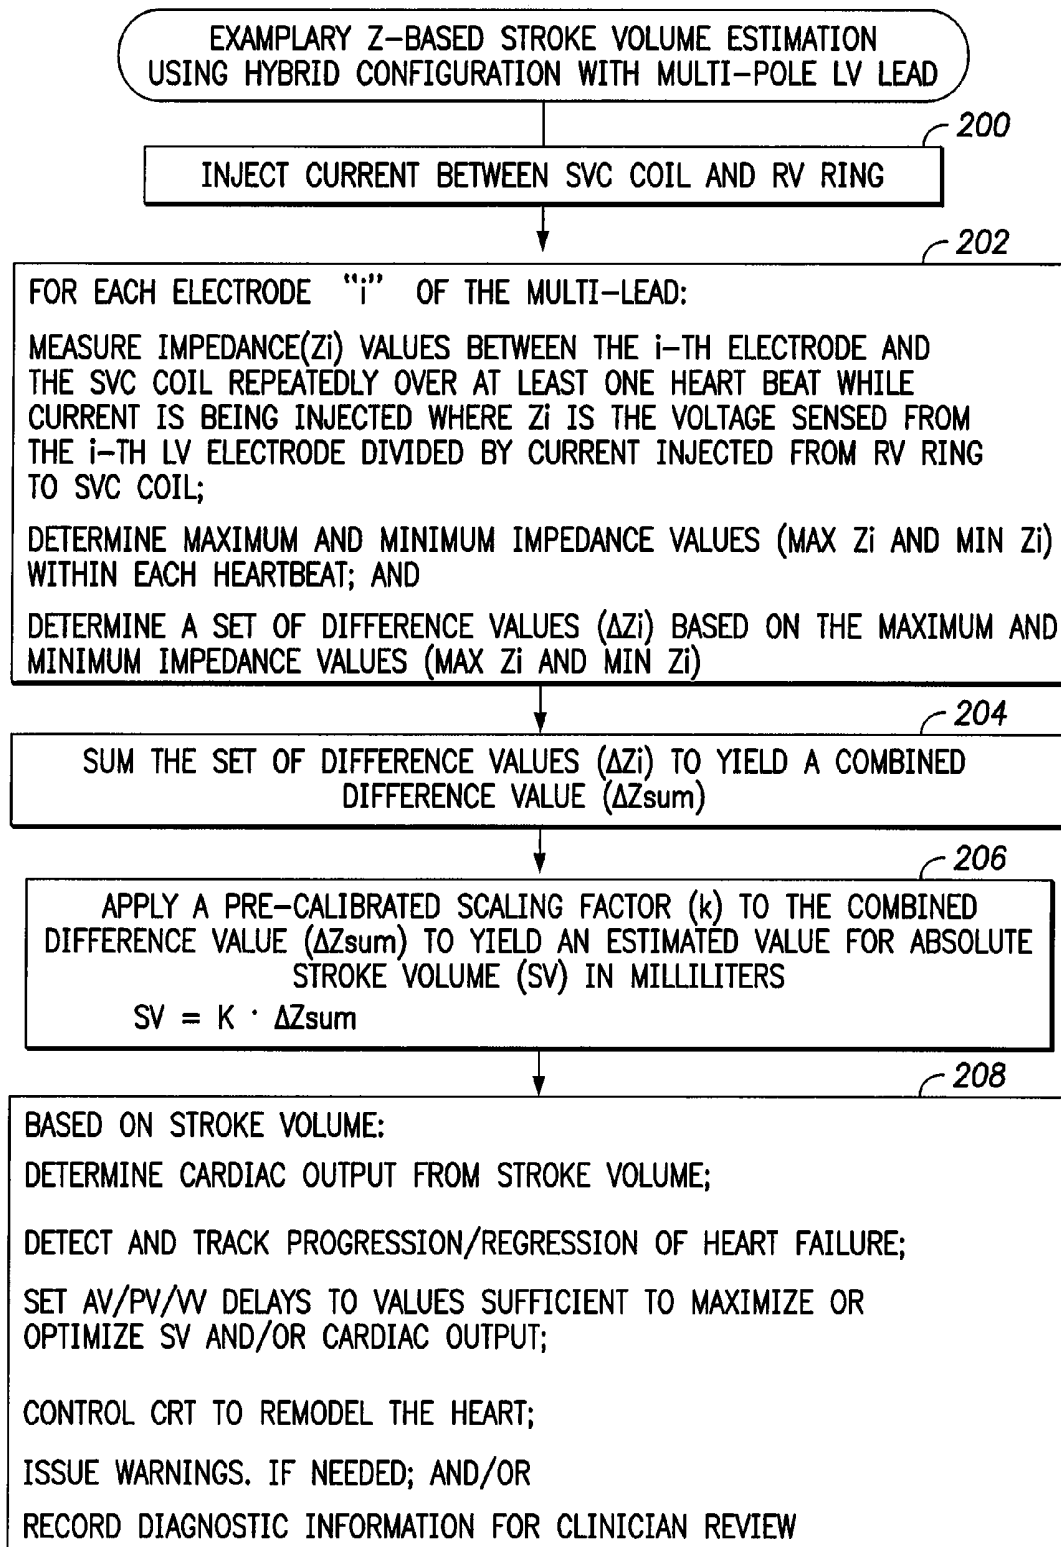 EXAMPLARY Z-BASED STROKE VOLUME ESTIMATION
USING HYBRID CONFIGURATION WITH MULTI-POLE LV LEAD
200
INJECT CURRENT BETWEEN SVC COIL AND RV RING
202
FOR EACH ELECTRODE "i" OF THE MULTI-LEAD:
MEASURE IMPEDANCE(Zi) VALUES BETWEEN THE i-TH ELECTRODE AND
THE SVC COIL REPEATEDLY OVER AT LEAST ONE HEART BEAT WHILE
CURRENT IS BEING INJECTED WHERE Zi IS THE VOLTAGE SENSED FROM
THE i-TH LV ELECTRODE DIVIDED BY CURRENT INJECTED FROM RV RING
TO SVC COIL;
DETERMINE MAXIMUM AND MINIMUM IMPEDANCE VALUES (MAX Zi AND MIN Zi)
WITHIN EACH HEARTBEAT; AND
DETERMINE A SET OF DIFFERENCE VALUES (ΔZi) BASED ON THE MAXIMUM AND
MINIMUM IMPEDANCE VALUES (MAX Zi AND MIN Zi)
204
SUM THE SET OF DIFFERENCE VALUES (ΔZi) TO YIELD A COMBINED
DIFFERENCE VALUE (ΔZsum)
206
APPLY A PRE-CALIBRATED SCALING FACTOR (k) TO THE COMBINED
DIFFERENCE VALUE (ΔZsum) TO YIELD AN ESTIMATED VALUE FOR ABSOLUTE
STROKE VOLUME (SV) IN MILLILITERS
SV = K · ΔZsum
208
BASED ON STROKE VOLUME:
DETERMINE CARDIAC OUTPUT FROM STROKE VOLUME;
DETECT AND TRACK PROGRESSION/REGRESSION OF HEART FAILURE;
SET AV/PV/VV DELAYS TO VALUES SUFFICIENT TO MAXIMIZE OR
OPTIMIZE SV AND/OR CARDIAC OUTPUT;
CONTROL CRT TO REMODEL THE HEART;
ISSUE WARNINGS. IF NEEDED; AND/OR
RECORD DIAGNOSTIC INFORMATION FOR CLINICIAN REVIEW